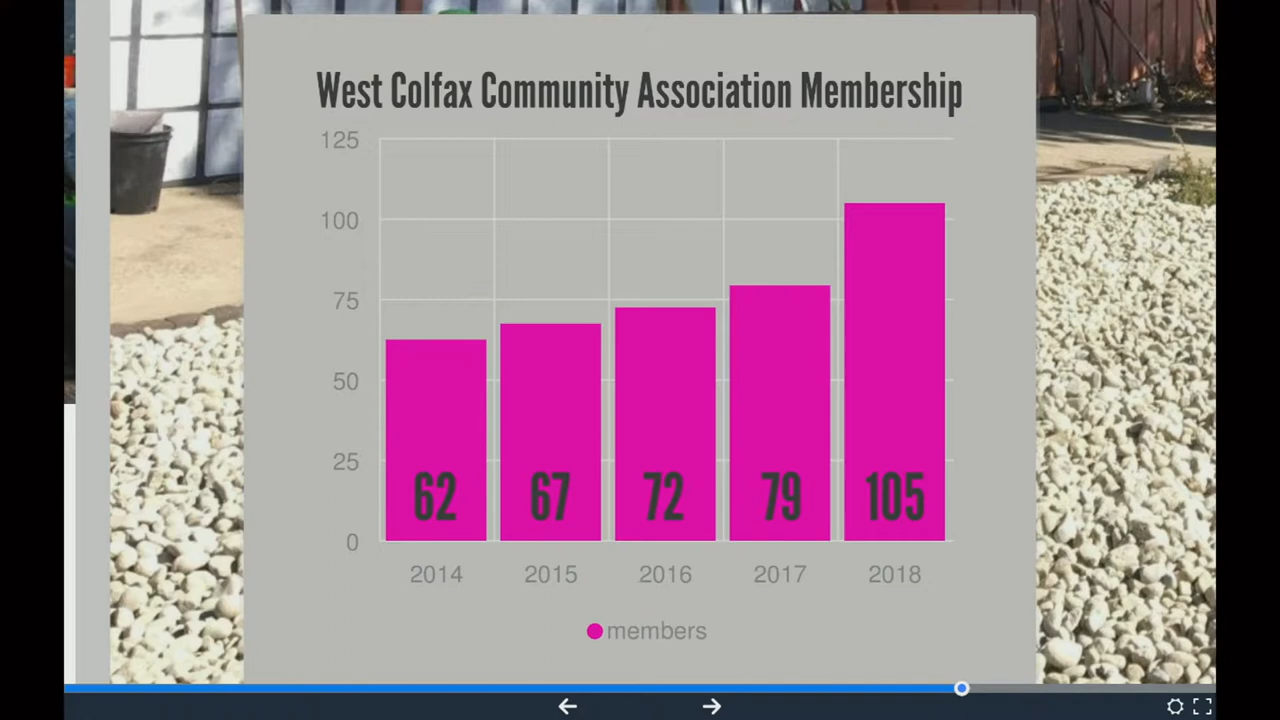 West Colfax Community Association Membership
125
100
75
50
25
0
62 67 72 79 105
2014 2015 2016 2017 2018
members